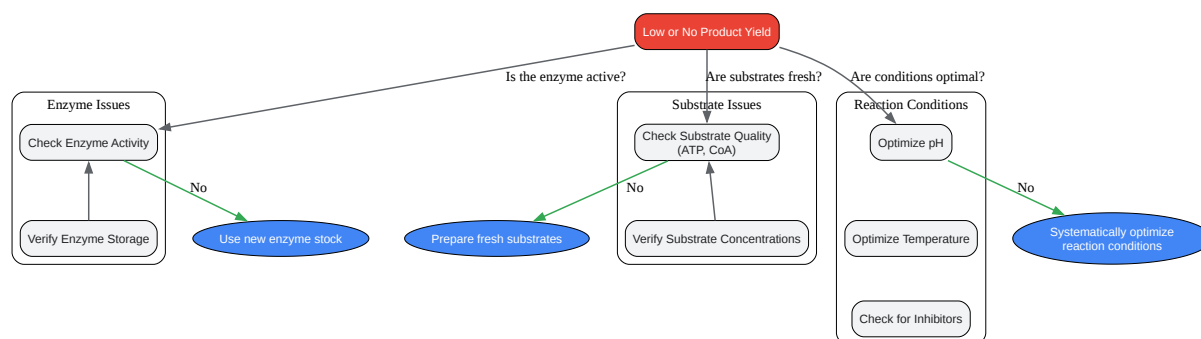 Low or No Product Yield
Is the enzyme active?
Are substrates fresh?
Are conditions optimal?
Enzyme Issues
Substrate Issues
Reaction Conditions
Check Enzyme Activity
Check Substrate Quality
(ATP, CoA)
Optimize pH
No
No
No
Verify Enzyme Storage
Use new enzyme stock
Prepare fresh substrates
Verify Substrate Concentrations
Optimize Temperature
Systematically optimize
reaction conditions
Check for Inhibitors